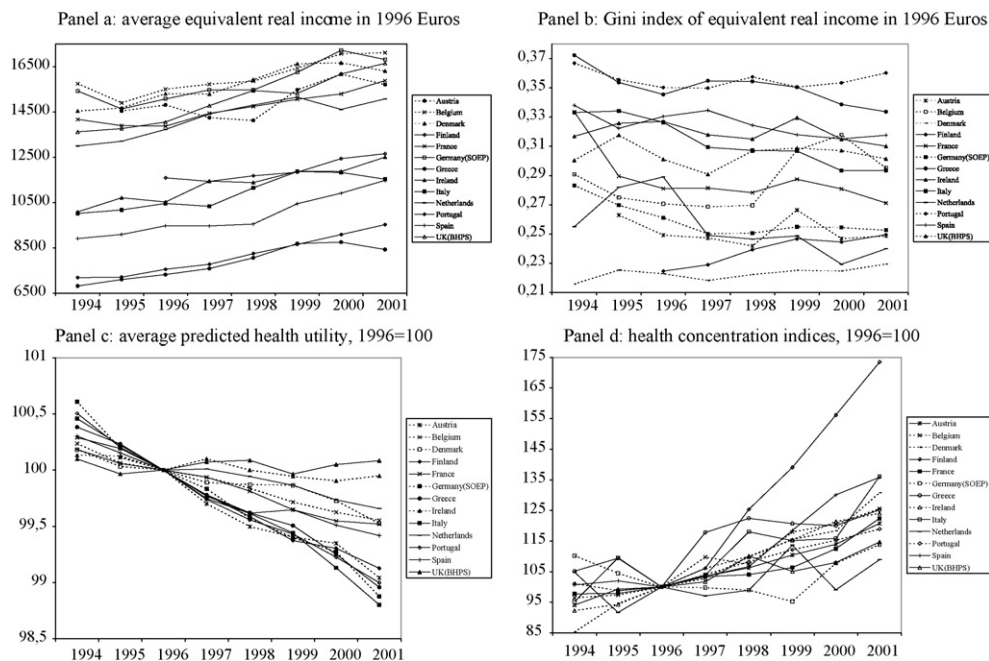 Panel a: average equivalent real income in 1996 Euros
16500
14500
12500
10500
8500
6500
1994 1995 1996 1997 1998 1999 2000 2001
Austria
Belgium
Denmark
Finland
France
Germany(SOEP)
Greece
Ireland
Italy
Netherlands
Portugal
Spain
UK(BHPS)
Panel b: Gini index of equivalent real income in 1996 Euros
0,37
0,35
0,33
0,31
0,29
0,27
0,25
0,23
0,21
1994 1995 1996 1997 1998 1999 2000 2001
Austria
Belgium
Denmark
Finland
France
Germany(SOEP)
Greece
Ireland
Italy
Netherlands
Portugal
Spain
UK(BHPS)
Panel c: average predicted health utility, 1996=100
101
100,5
100
99,5
99
98,5
1994 1995 1996 1997 1998 1999 2000 2001
Austria
Belgium
Denmark
Finland
France
Germany(SOEP)
Greece
Ireland
Italy
Netherlands
Portugal
Spain
UK(BHPS)
Panel d: health concentration indices, 1996=100
175
165
155
145
135
125
115
105
95
85
1994 1995 1996 1997 1998 1999 2000 2001
Austria
Belgium
Denmark
Finland
France
Germany(SOEP)
Greece
Ireland
Italy
Netherlands
Portugal
Spain
UK(BHPS)